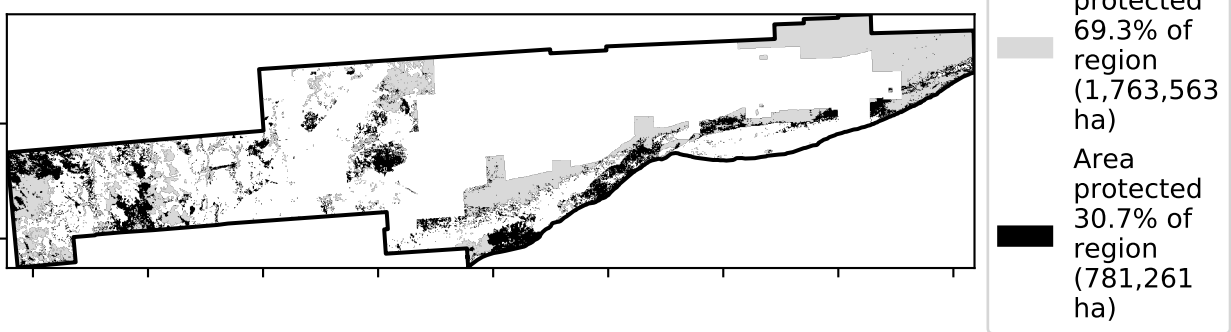 protected
69.3% of
region
(1,763,563
ha)
Area
protected
30.7% of
region
(781,261
ha)